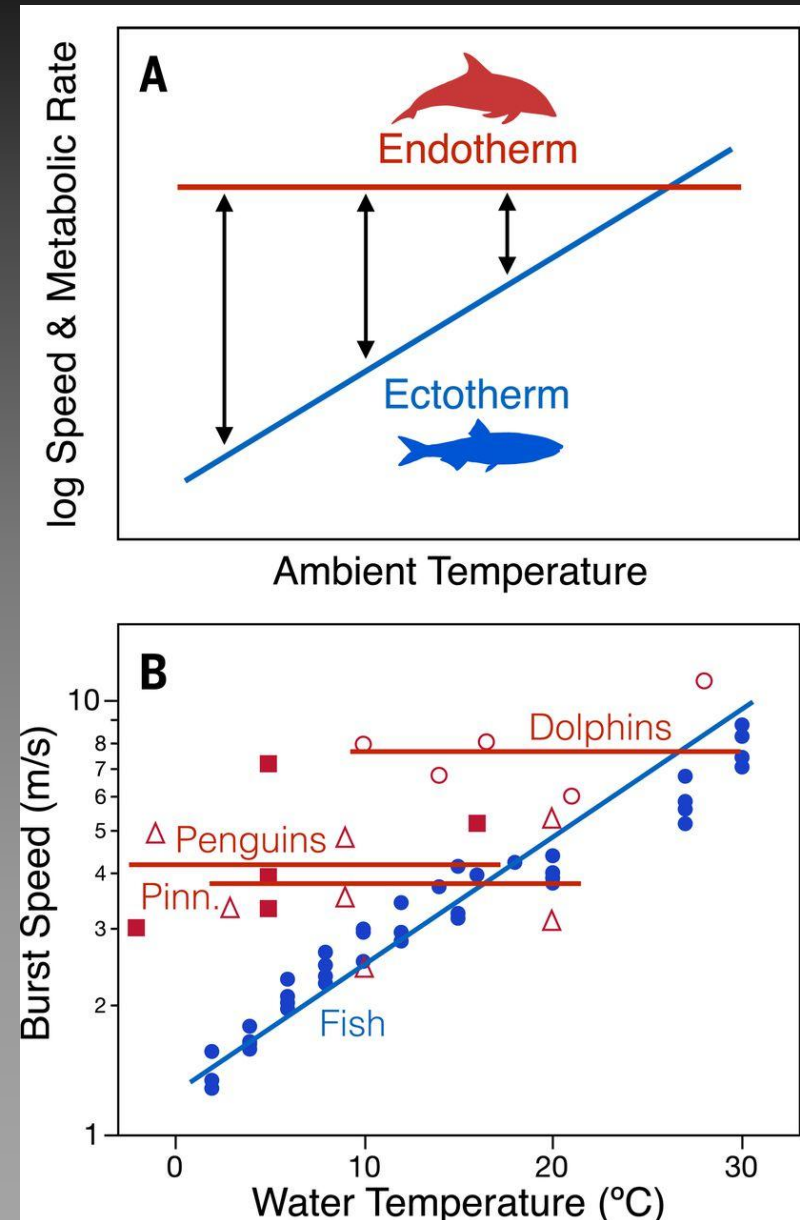 A
Endotherm
Ectotherm
log Speed & Metabolic Rate
Ambient Temperature
B
10
8
7
6
5
4
3
2
1
Dolphins
Penguins
Pinn.
Fish
Burst Speed (m/s)
0 10 20 30
Water Temperature (ºC)